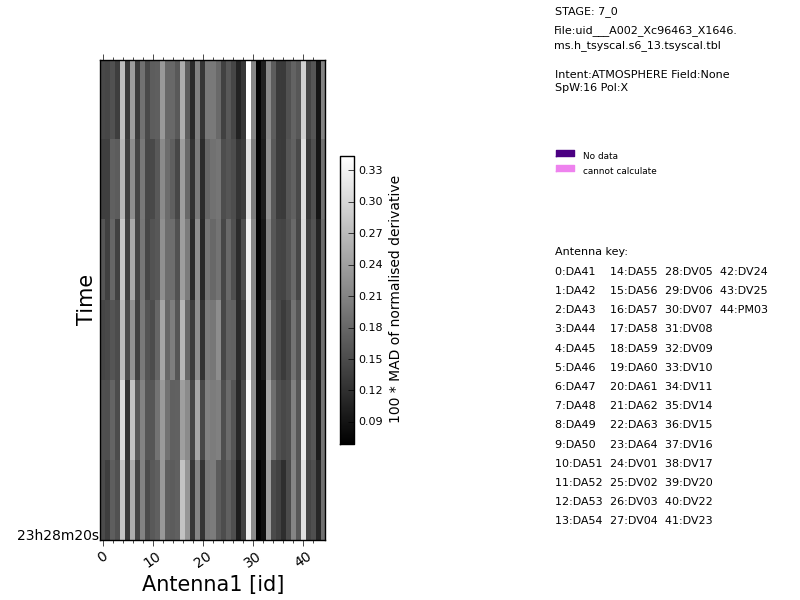 STAGE: 7_0
File:uid___A002_Xc96463_X1646.
ms.h_tsyscal.s6_13.tsyscal.tbl
Intent:ATMOSPHERE Field:None
SpW:16 Pol:X
No data
cannot calculate
0.33
0.30
0.27
0.24
0.21
0.18
0.15
0.12
0.09
100 * MAD of normalised derivative
Time
23h28m20s
0 10 20 30 40
Antenna1 [id]
Antenna key:
0:DA41 14:DA55 28:DV05 42:DV24
1:DA42 15:DA56 29:DV06 43:DV25
2:DA43 16:DA57 30:DV07 44:PM03
3:DA44 17:DA58 31:DV08
4:DA45 18:DA59 32:DV09
5:DA46 19:DA60 33:DV10
6:DA47 20:DA61 34:DV11
7:DA48 21:DA62 35:DV14
8:DA49 22:DA63 36:DV15
9:DA50 23:DA64 37:DV16
10:DA51 24:DV01 38:DV17
11:DA52 25:DV02 39:DV20
12:DA53 26:DV03 40:DV22
13:DA54 27:DV04 41:DV23